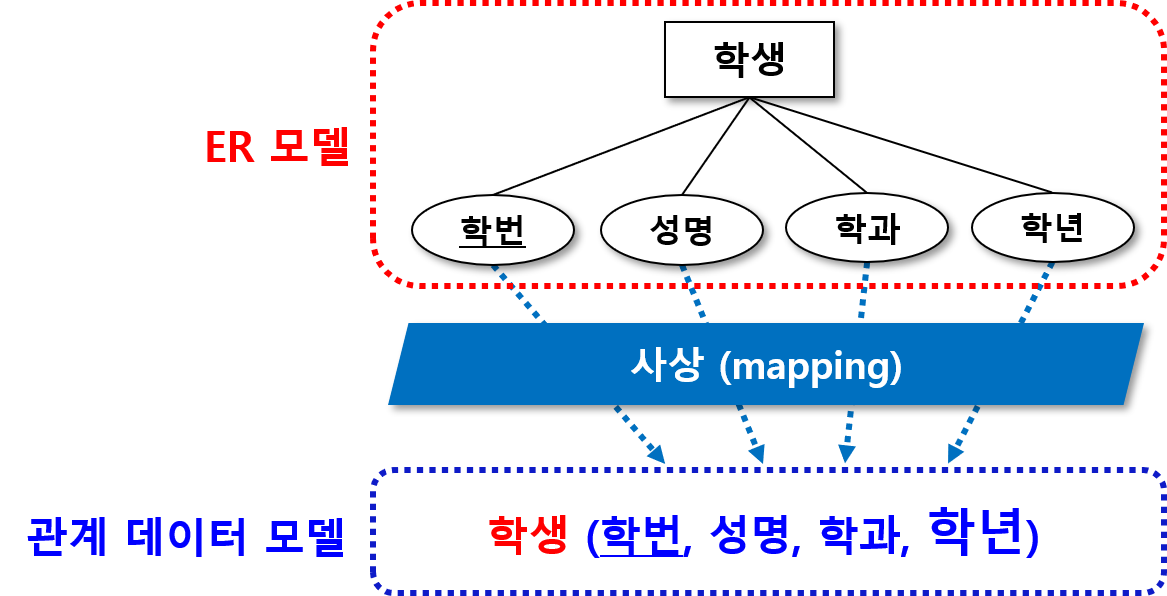 학생
ER 모델
학번 성명 학과 학년
사상 (mapping)
관계 데이터 모델 학생 (학번, 성명, 학과, 학년)